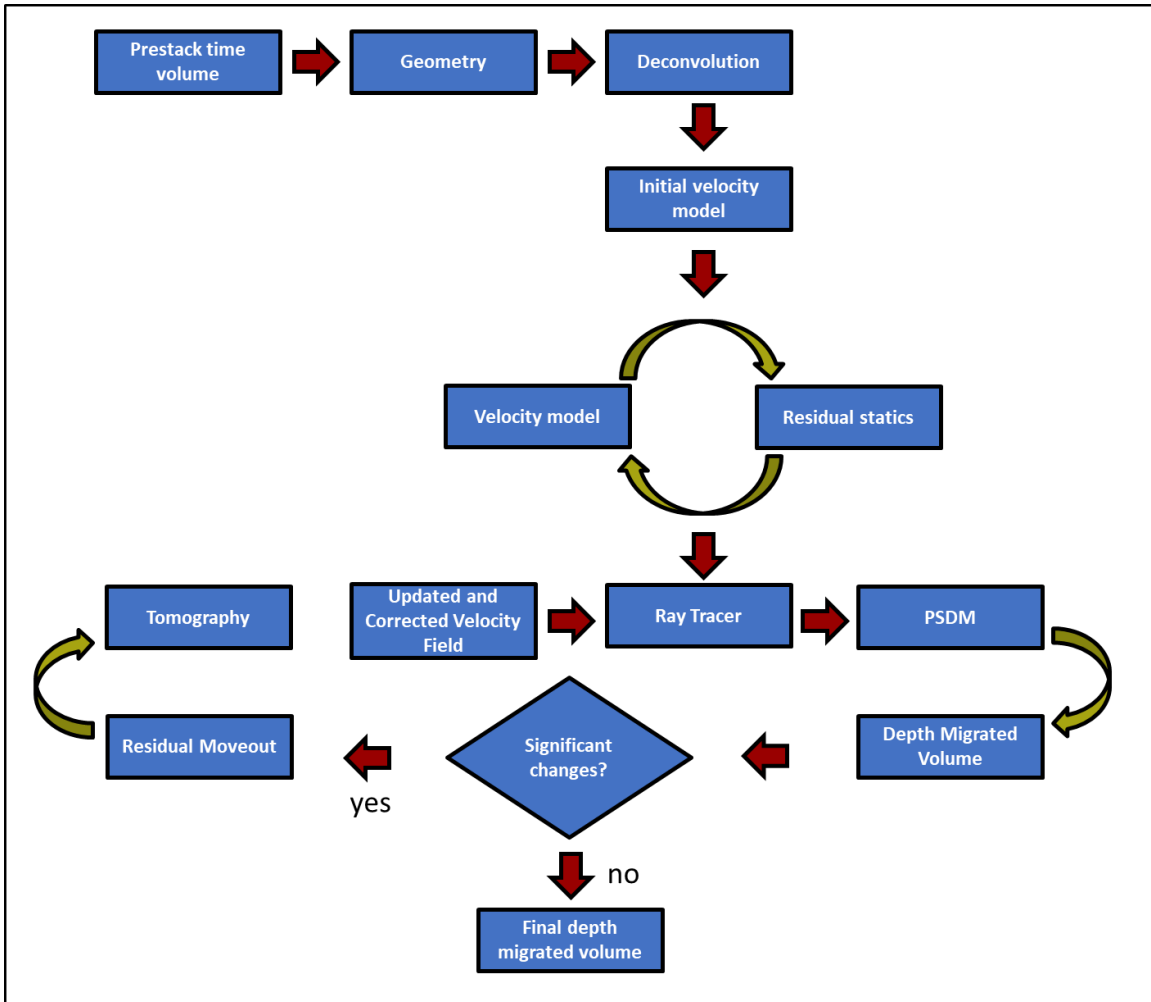 Prestack time
volume
Geometry
Deconvolution
Initial velocity
model
Velocity model
Residual statics
Tomography
Updated and
Corrected Velocity
Field
Ray Tracer
PSDM
Residual Moveout
Significant
changes?
Depth Migrated
Volume
yes
no
Final depth
migrated volume